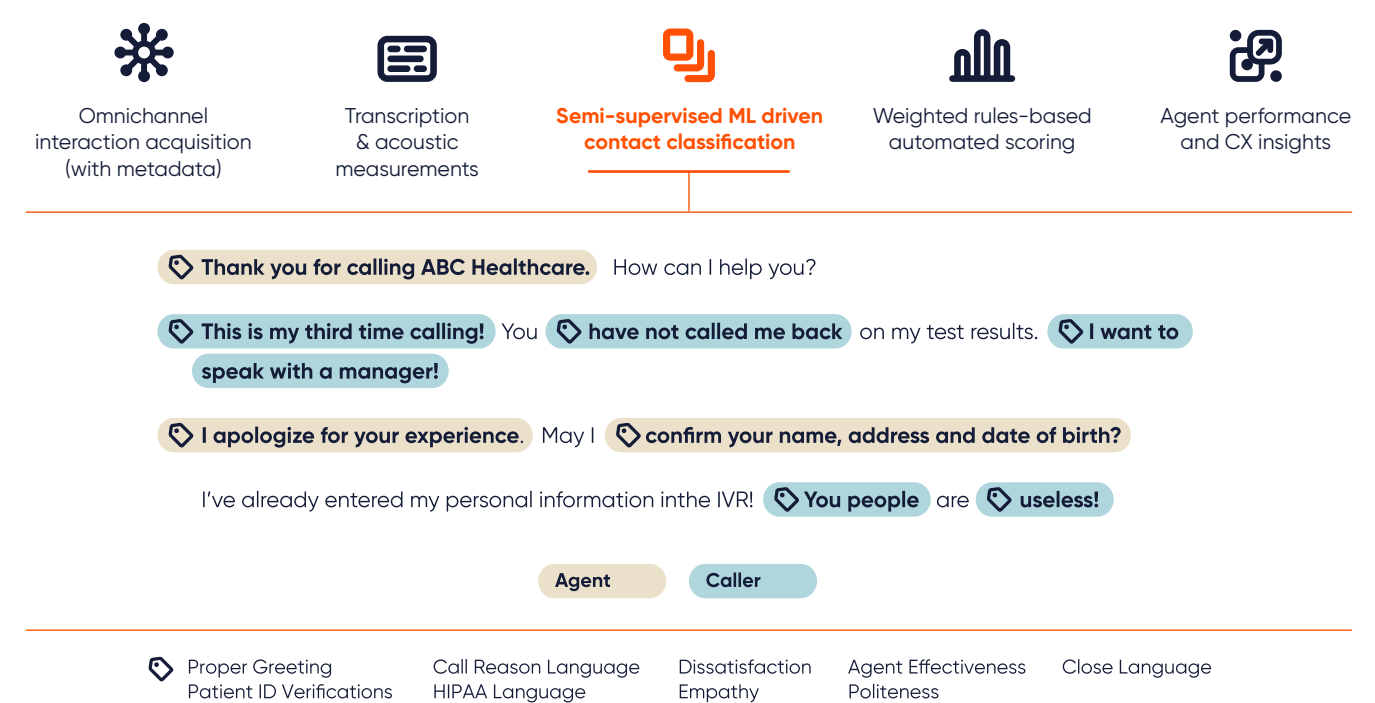 Omnichannel
interaction acquisition
(with metadata)
Transcription
& acoustic
measurements
Semi-supervised ML driven
contact classification
Weighted rules-based
automated scoring
Agent performance
and CX insights
Thank you for calling ABC Healthcare. How can I help you?
This is my third time calling! You have not called me back on my test results. I want to
speak with a manager!
I apologize for your experience. May I confirm your name, address and date of birth?
I've already entered my personal information inthe IVR! You people are useless!
Agent Caller
Proper Greeting
Patient ID Verifications
Call Reason Language
HIPAA Language
Dissatisfaction
Empathy
Agent Effectiveness
Politeness
Close Language